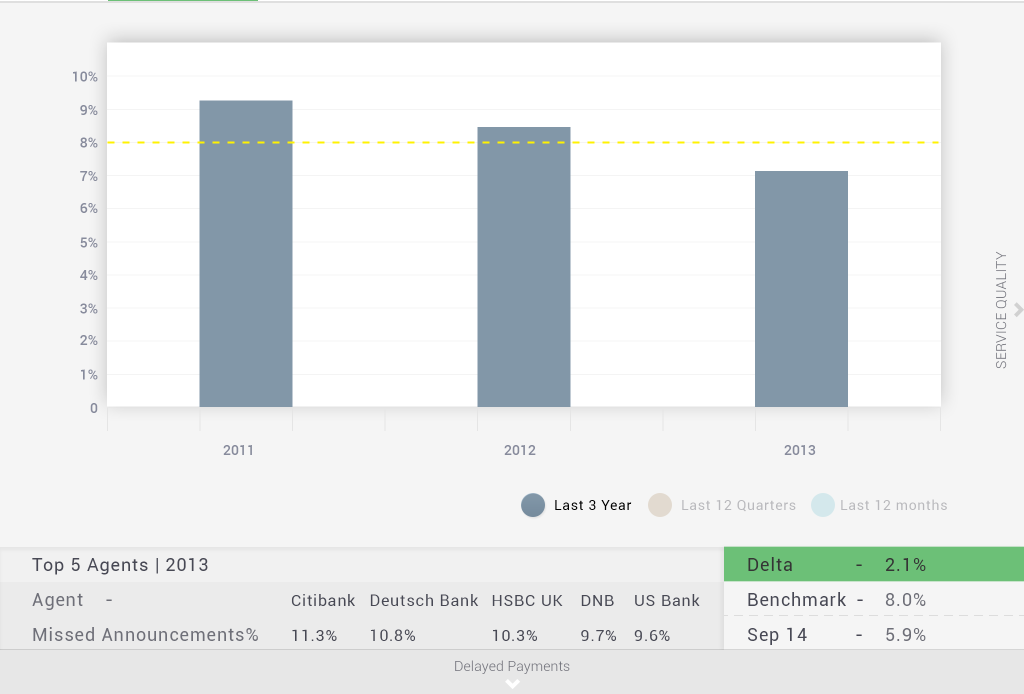 10%
9%
8%
7%
6%
5%
4%
3%
2%
1%
0
2011 2012 2013
SERVICE QUALITY
Last 3 Year Last 12 Quarters Last 12 months
Top 5 Agents | 2013
Agent - Citibank Deutsch Bank HSBC UK DNB US Bank
Missed Announcements% 11.3% 10.8% 10.3% 9.7% 9.6%
Delta - 2.1%
Benchmark - 8.0%
Sep 14 - 5.9%
Delayed Payments